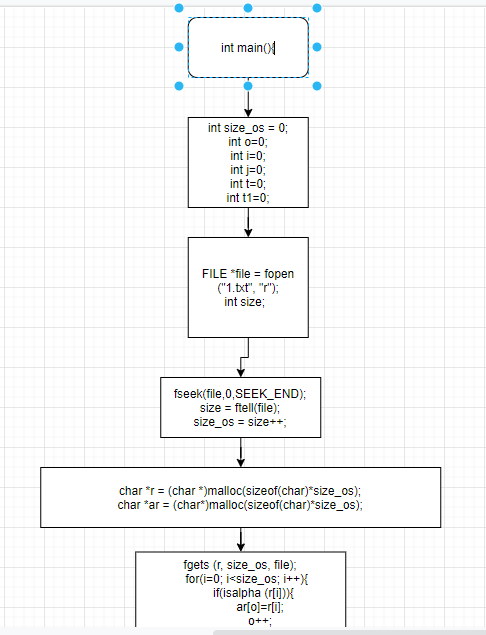 int main(){
int size_os = 0;
int o=0;
int i=0;
int j=0;
int t=0;
int t1=0;
FILE *file = fopen
("1.txt", "r");
int size;
fseek(file,0,SEEK_END);
size = ftell(file);
size_os = size++;
char *r = (char *)malloc(sizeof(char)*size_os);
char *ar = (char*)malloc(sizeof(char)*size_os);
fgets (r, size_os, file);
for(i=0; i<size_os; i++){
if(isalpha (r[i])){
ar[o]=r[i];
o++;